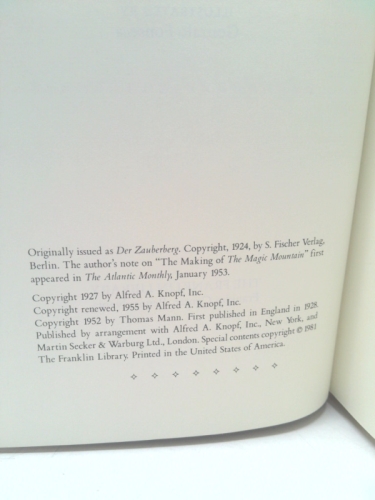 Originally issued as Der Zauberberg. Copyright, 1924, by S. Fischer Verlag,
Berlin. The author's note on "The Making of The Magic Mountain" first
appeared in The Atlantic Monthly, January 1953.
Copyright 1927 by Alfred A. Knopf, Inc.
Copyright renewed, 1955 by Alfred A. Knopf, Inc.
Copyright 1952 by Thomas Mann. First published in England in 1928.
Published by arrangement with Alfred A. Knopf, Inc., New York, and
Martin Secker & Warburg Ltd., London. Special contents copyright © 1981
The Franklin Library. Printed in the United States of America.